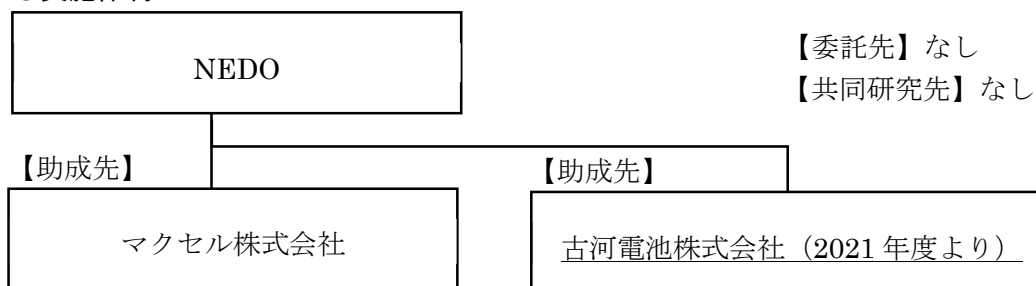 NEDO
【委託先】なし
【共同研究先】なし
【助成先】
【助成先】
マクセル株式会社
古河電池株式会社（2021 年度より）